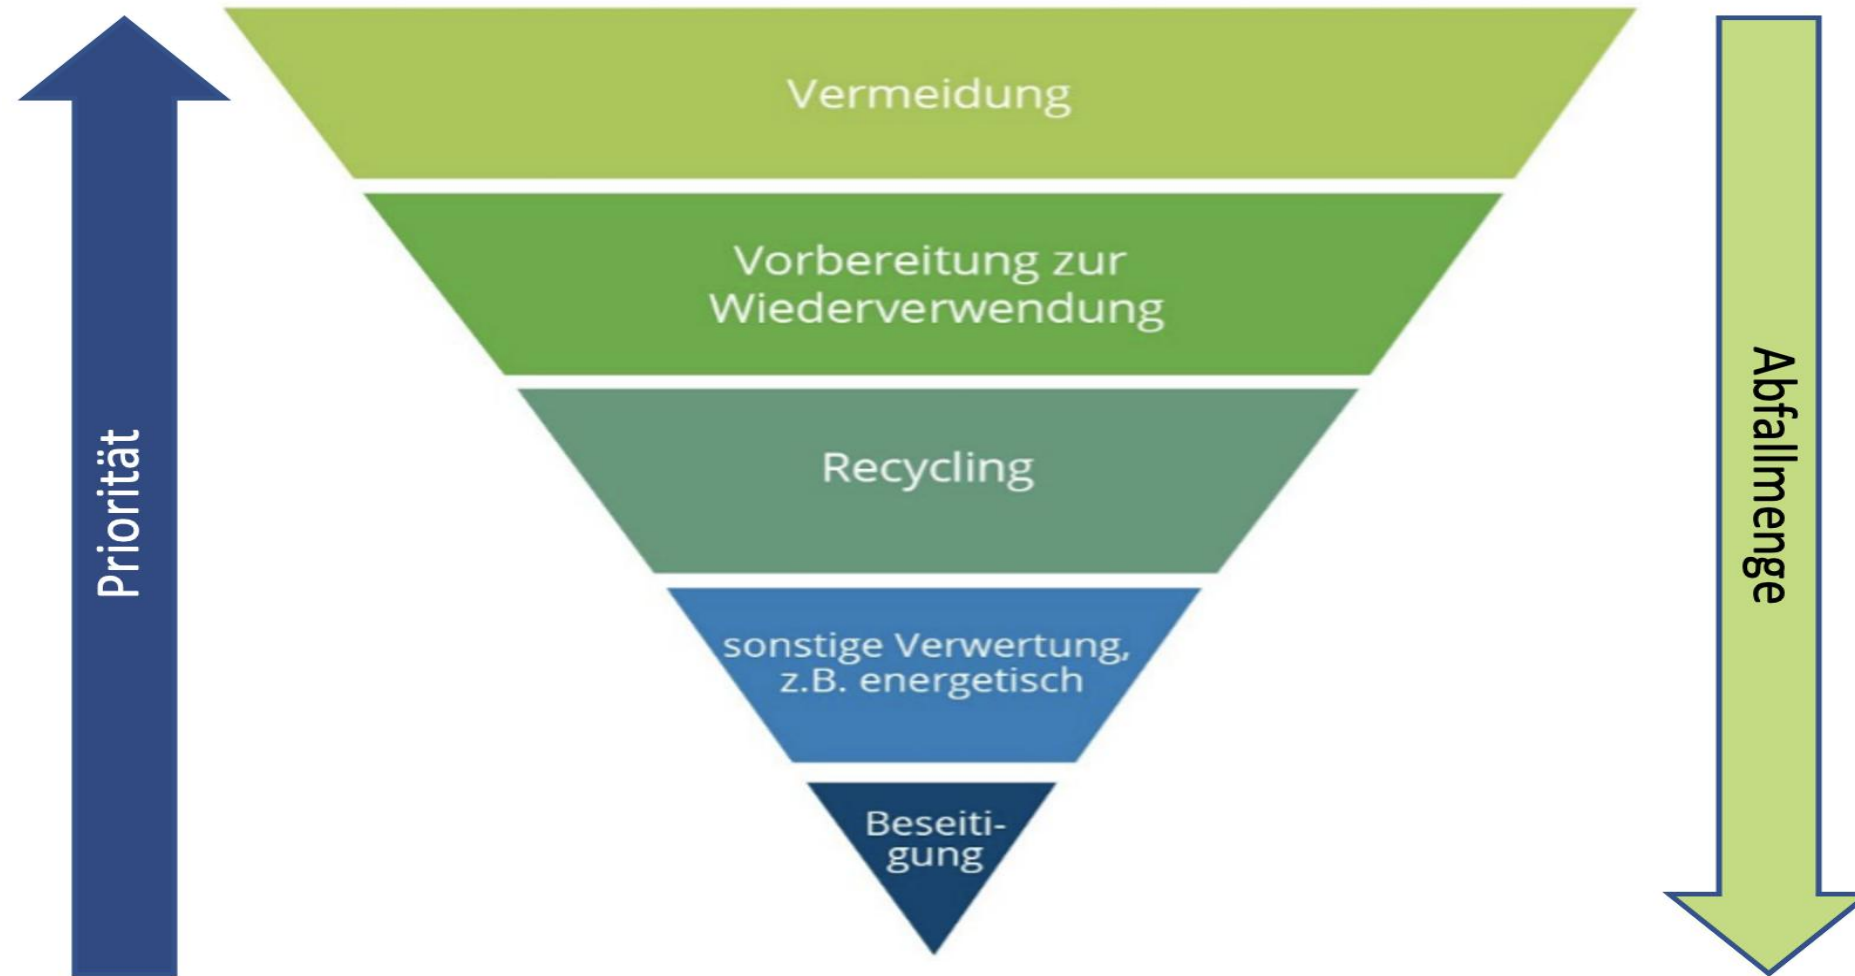 Vermeidung
Vorbereitung zur
Wiederverwendung
Recycling
sonstige Verwertung,
z.B. energetisch
Beseiti-
gung
Priorität
Abfallmenge